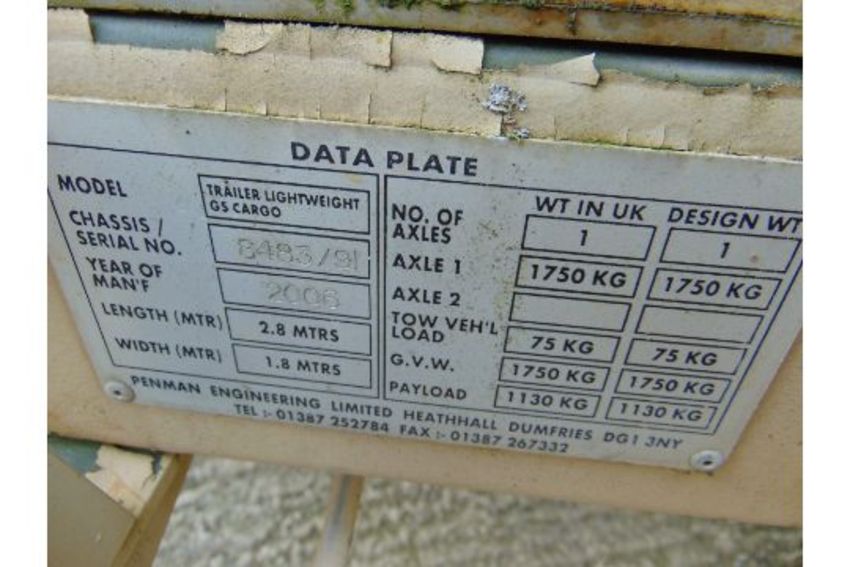 DATA PLATE
MODEL TRAILER LIGHTWEIGHT
GS CARGO
CHASSIS /
SERIAL NO. 8483/91
YEAR OF
MAN'F 2006
LENGTH (MTR) 2.8 MTRS
WIDTH (MTR) 1.8 MTRS
WT IN UK DESIGN WT
NO. OF
AXLES 1 1
AXLE 1 1750 KG 1750 KG
AXLE 2
TOW VEH'L
LOAD 75 KG 75 KG
G.V.W. 1750 KG 1750 KG
PAYLOAD 1130 KG 1130 KG
PENMAN ENGINEERING LIMITED HEATHHALL DUMFRIES DG1 3NY
TEL :- 01387 252784 FAX :- 01387 267332